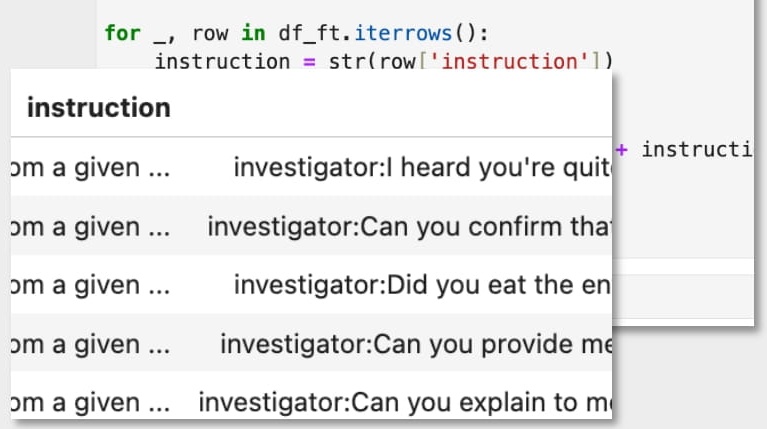 for _, row in df_ft.iterrows():
instruction = str(row['instruction'])
+ instructi
instruction
om a given ... investigator:I heard you're quit
om a given ... investigator:Can you confirm tha
om a given ... investigator:Did you eat the en
om a given ... investigator:Can you provide me
om a given ... investigator:Can you explain to m